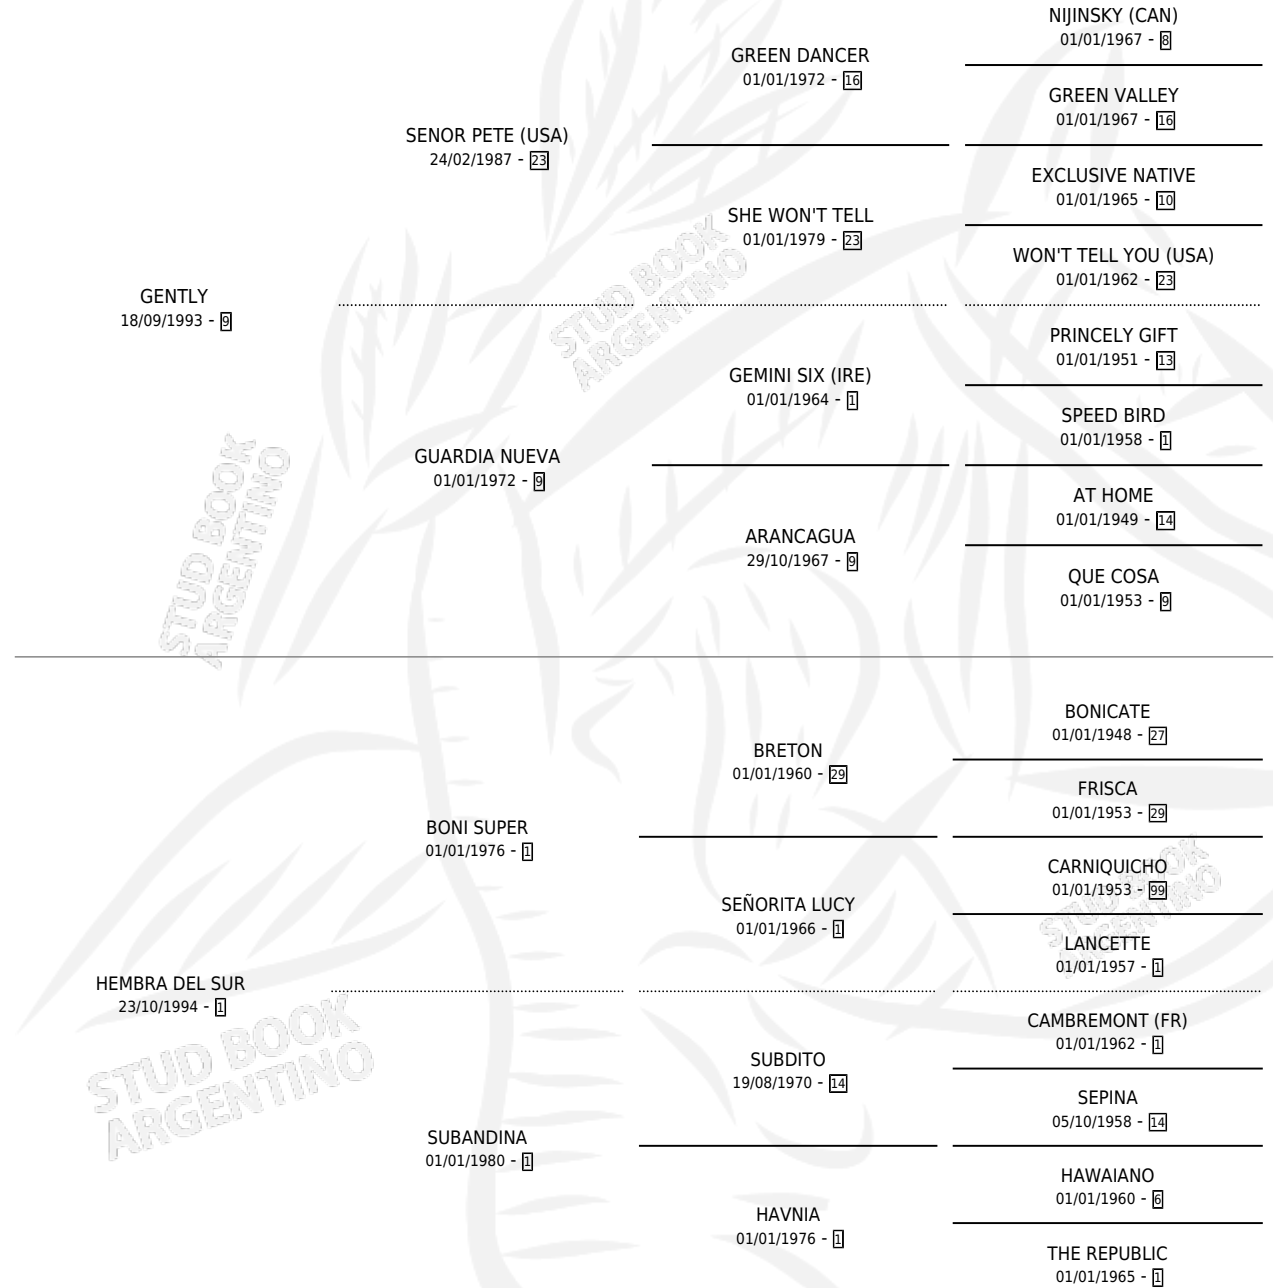 NIJINSKY (CAN)
01/01/1967 - 8
GREEN DANCER
01/01/1972 - 16
GREEN VALLEY
01/01/1967 - 16
SENOR PETE (USA)
24/02/1987 - 23
EXCLUSIVE NATIVE
01/01/1965 - 10
SHE WON'T TELL
01/01/1979 - 23
WON'T TELL YOU (USA)
01/01/1962 - 23
GENTLY
18/09/1993 - 9
PRINCELY GIFT
01/01/1951 - 13
GEMINI SIX (IRE)
01/01/1964 - 1
SPEED BIRD
01/01/1958 - 1
GUARDIA NUEVA
01/01/1972 - 9
AT HOME
01/01/1949 - 14
ARANCAGUA
29/10/1967 - 9
QUE COSA
01/01/1953 - 9
BONICATE
01/01/1948 - 27
BRETON
01/01/1960 - 29
FRISCA
01/01/1953 - 29
BONI SUPER
01/01/1976 - 1
CARNIQUICHO
01/01/1953 - 99
SEÑORITA LUCY
01/01/1966 - 1
LANCETTE
01/01/1957 - 1
HEMBRA DEL SUR
23/10/1994 - 1
CAMBREMONT (FR)
01/01/1962 - 1
SUBDITO
19/08/1970 - 14
SEPINA
05/10/1958 - 14
SUBANDINA
01/01/1980 - 1
HAWAIANO
01/01/1960 - 6
HAVNIA
01/01/1976 - 1
THE REPUBLIC
01/01/1965 - 1
STUD BOOK
ARGENTINO
STUD BOOK
ARGENTINO
STUD BOOK
ARGENTINO
STUD BOOK
ARGENTINO